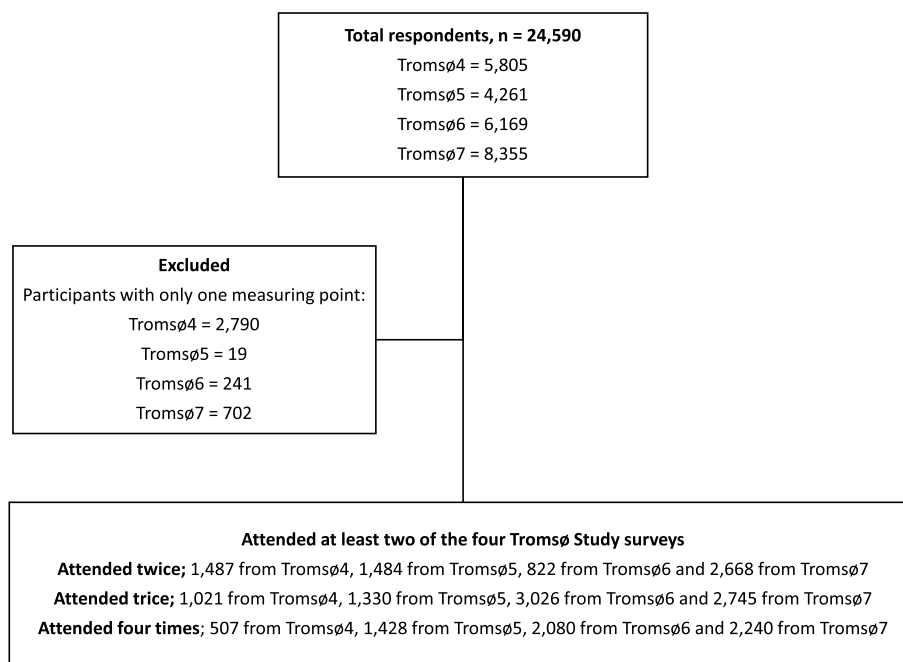 Total respondents, n = 24,590
Tromsø4 = 5,805
Tromsø5 = 4,261
Tromsø6 = 6,169
Tromsø7 = 8,355
Excluded
Participants with only one measuring point:
Tromsø4 = 2,790
Tromsø5 = 19
Tromsø6 = 241
Tromsø7 = 702
Attended at least two of the four Tromsø Study surveys
Attended twice; 1,487 from Tromsø4, 1,484 from Tromsø5, 822 from Tromsø6 and 2,668 from Tromsø7
Attended trice; 1,021 from Tromsø4, 1,330 from Tromsø5, 3,026 from Tromsø6 and 2,745 from Tromsø7
Attended four times; 507 from Tromsø4, 1,428 from Tromsø5, 2,080 from Tromsø6 and 2,240 from Tromsø7